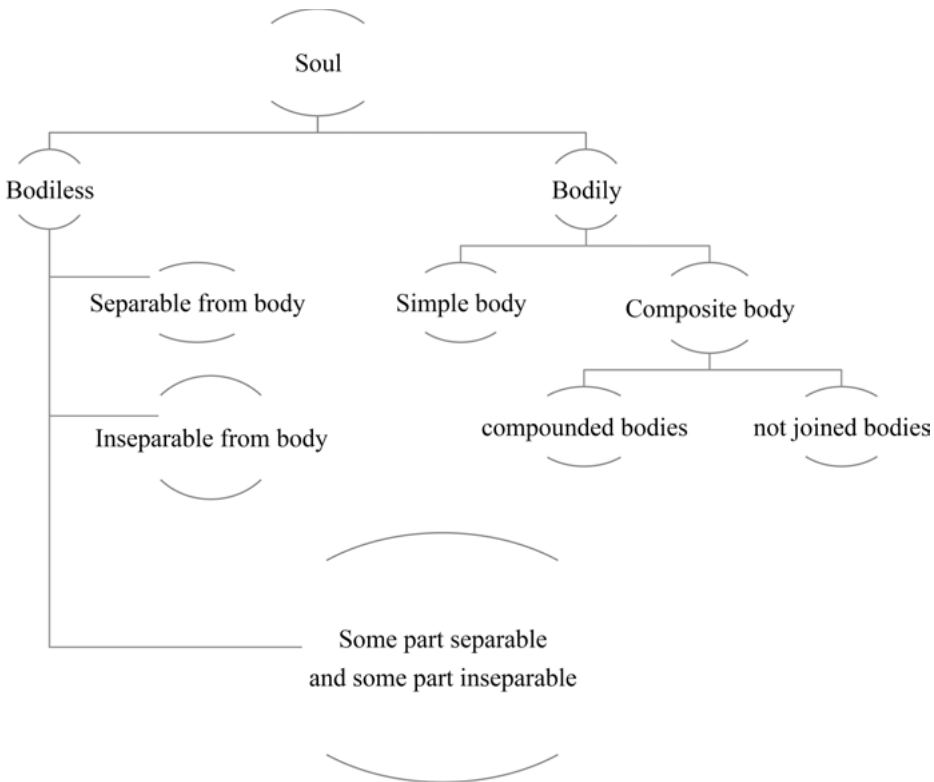 Soul
Bodiless
Bodily
Separable from body
Simple body
Composite body
Inseparable from body
compounded bodies
not joined bodies
Some part separable
and some part inseparable